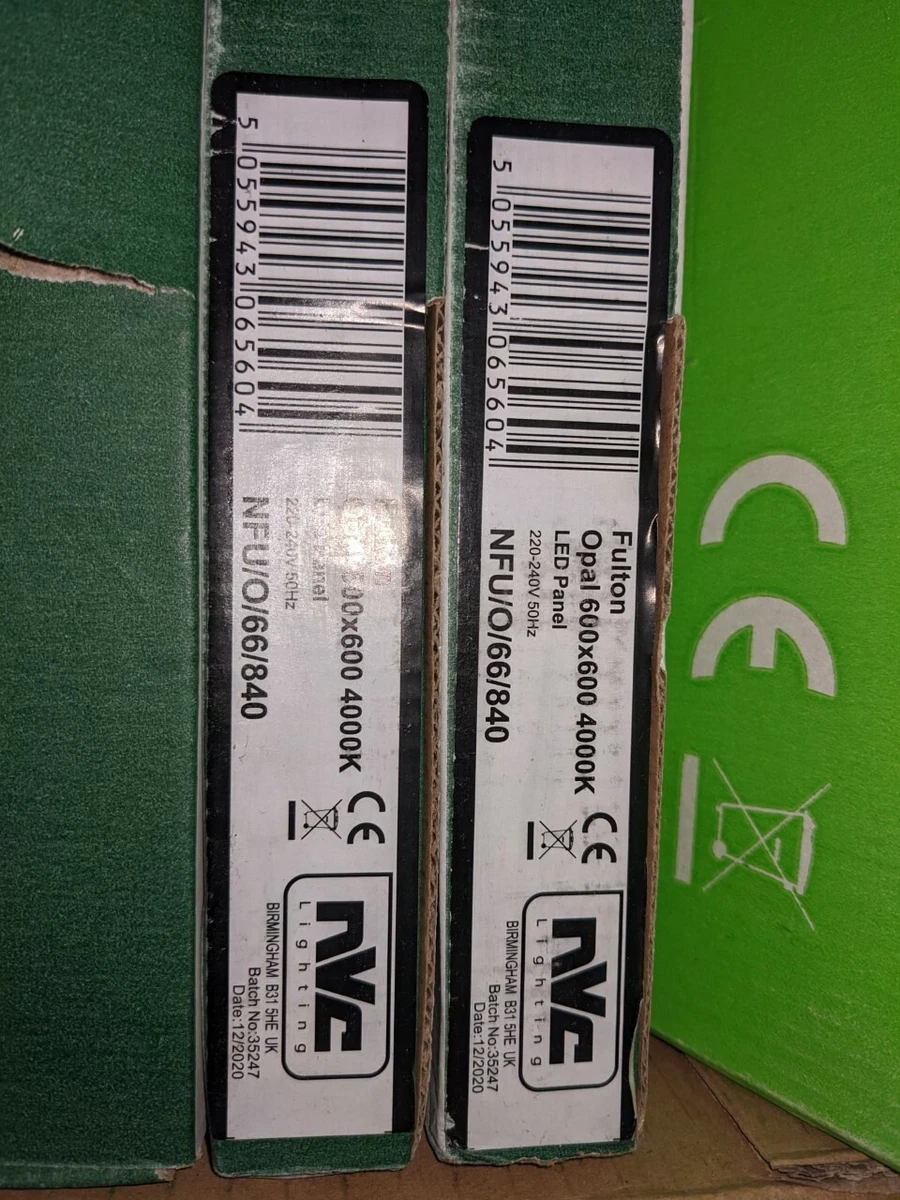 5 055943 065604
00x600 4000K
Panel
220-240V 50Hz
NFU/O/66/840
CE
nVC
Lighting
BIRMINGHAM B31 5HE UK
Batch No:35247
Date:12/2020
5 055943 065604
Fulton
Opal 600x600 4000K
LED Panel
220-240V 50Hz
NFU/O/66/840
CE
nVC
Lighting
BIRMINGHAM B31 5HE UK
Batch No:35247
Date:12/2020
CE